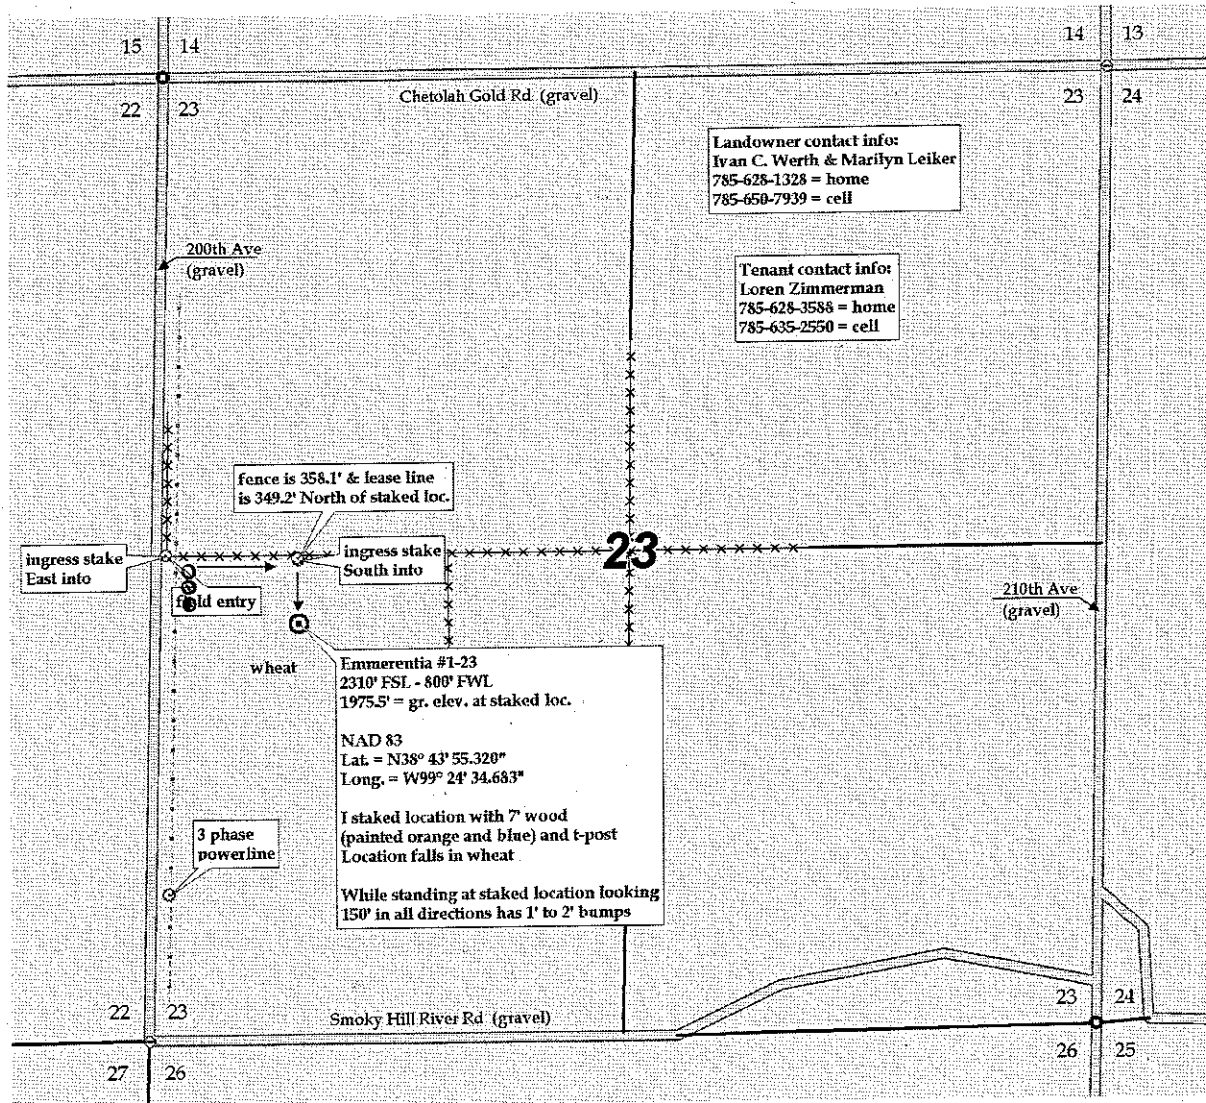 15 14
14 13
22 23
23 24
Chetolah Gold Rd (gravel)
Landowner contact info:
Ivan C. Werth & Marilyn Leiker
785-628-1328 = home
785-650-7939 = cell
200th Ave
(gravel)
Tenant contact info:
Loren Zimmerman
785-628-3588 = home
785-635-2550 = cell
fence is 358.1' & lease line
is 349.2' North of staked loc.
ingress stake
East into
ingress stake
South into
23
field entry
210th Ave
(gravel)
wheat
Emmerentia #1-23
2310' FSL - 800' FWL
1975.5' = gr. elev. at staked loc.
NAD 83
Lat. = N38° 43' 55.320"
Long. = W99° 24' 34.683"
I staked location with 7' wood
(painted orange and blue) and t-post
Location falls in wheat
While standing at staked location looking
150' in all directions has 1' to 2' bumps
3 phase
powerline
22 23
23 24
Smoky Hill River Rd (gravel)
27 26
26 25